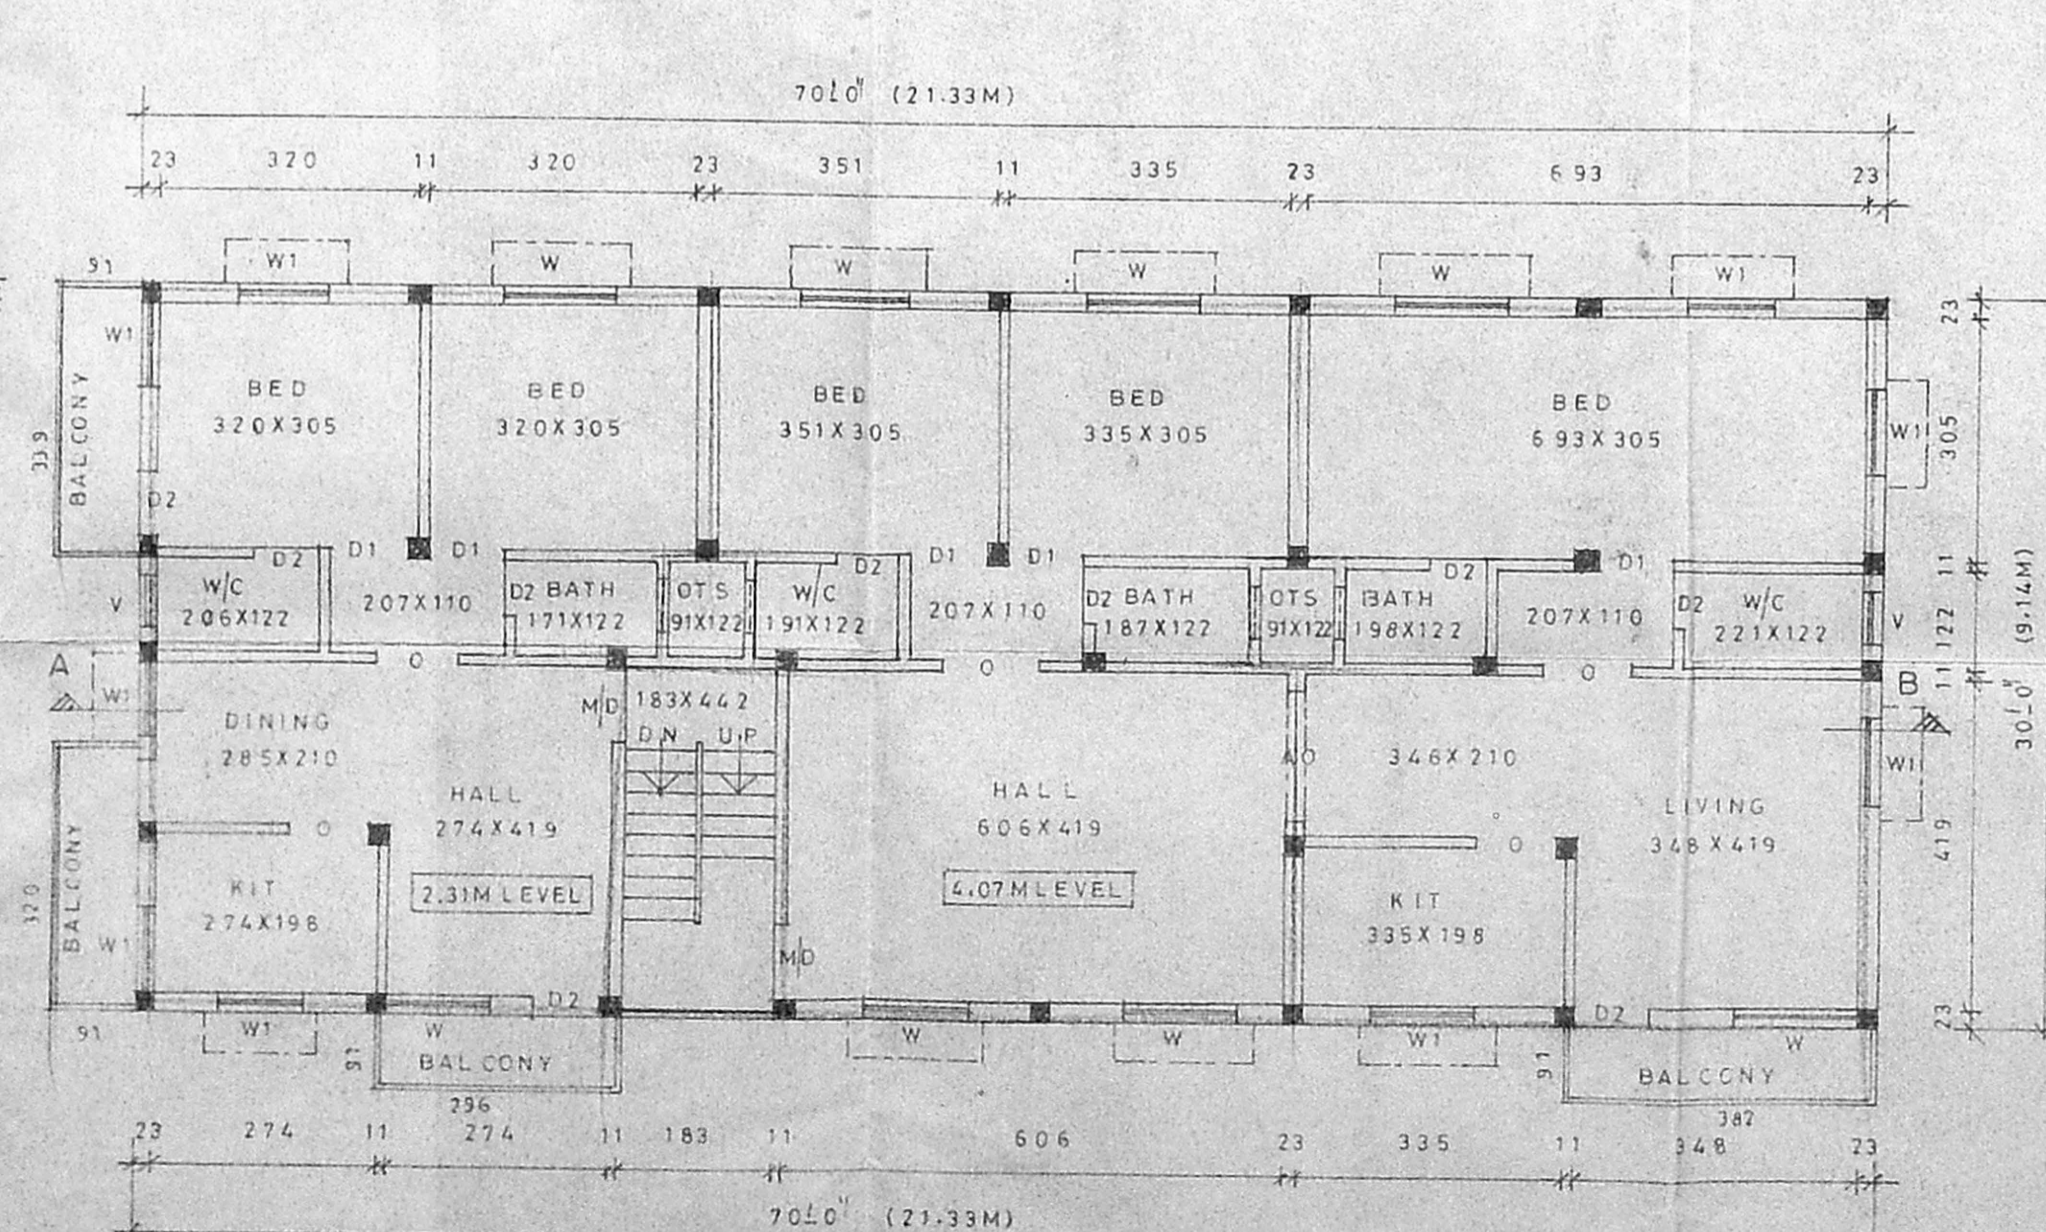 70'-0" (21.33M)
23 320 11 320 23 351 11 335 23 693 23
91 W1 W W W W W1
W1 23
BED BED BED BED BED
320X305 320X305 351X305 335X305 693X305
W1 305
BALCONY 339
D2
D2 D1 D1 D2 D1 D1 D2 D1 11
W/C D2 BATH OTS W/C D2 BATH OTS BATH D2 W/C
V 206X122 207X110 171X122 91X122 191X122 207X110 187X122 91X122 198X122 207X110 221X122 V 122
(9.14M)
O O O
A W1 M/D 183X442 B 11
DINING DN UP 30'-0"
285X210 AO 346X210 W1
HALL HALL LIVING
274X419 606X419 348X419 419
O O
KIT 2.31M LEVEL 4.07M LEVEL KIT
274X198 335X198
320 BALCONY W1 M/D
D2 D2 23
91 W1 W W W W1 W
91 BALCONY 91 BALCONY
296 382
23 274 11 274 11 183 11 606 23 335 11 348 23
70'-0" (21.33M)